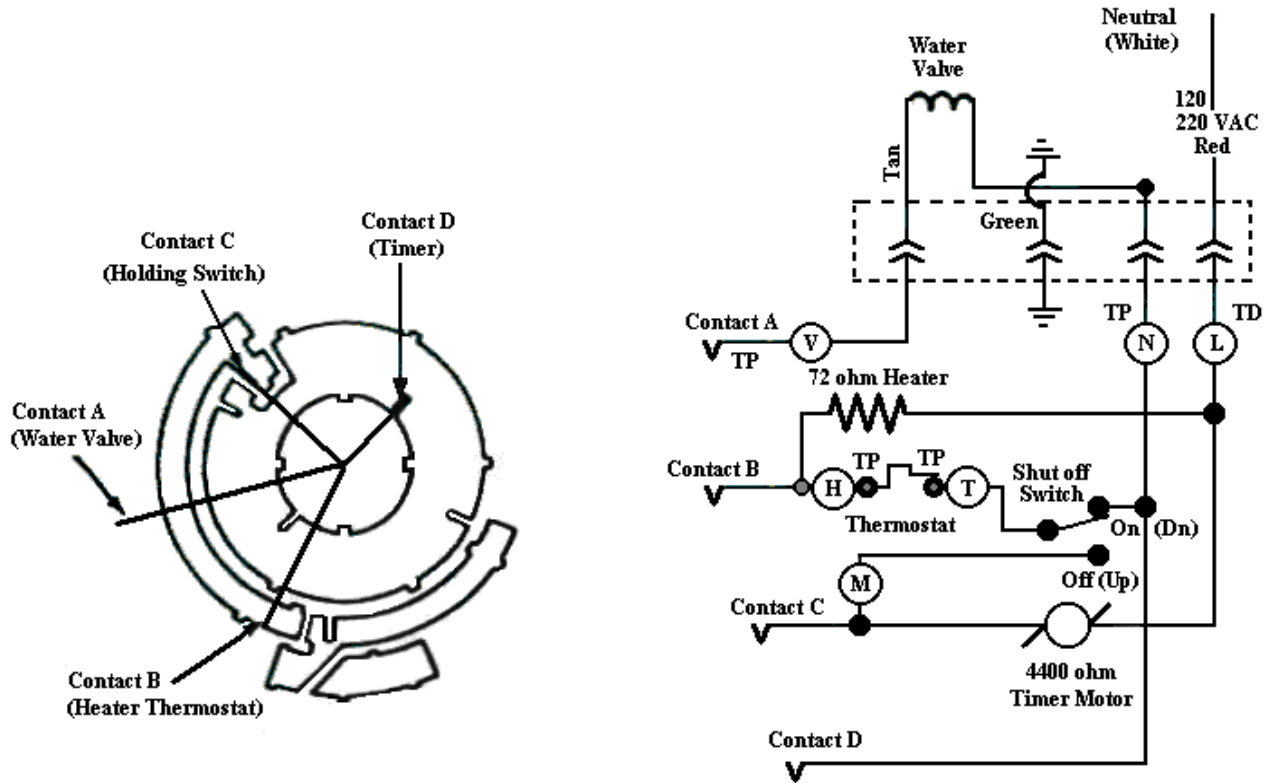 Contact D
(Timer)
Contact C
(Holding Switch)
Contact A
(Water Valve)
Contact B
(Heater Thermostat)
Neutral
(White)
Water
Valve
120
220 VAC
Red
Tan
Green
Contact A
TP
V
TP
N
L
TD
72 ohm Heater
Contact B
H
TP
TP
T
Thermostat
Shut off
Switch
On (Dn)
Off (Up)
M
Contact C
4400 ohm
Timer Motor
Contact D